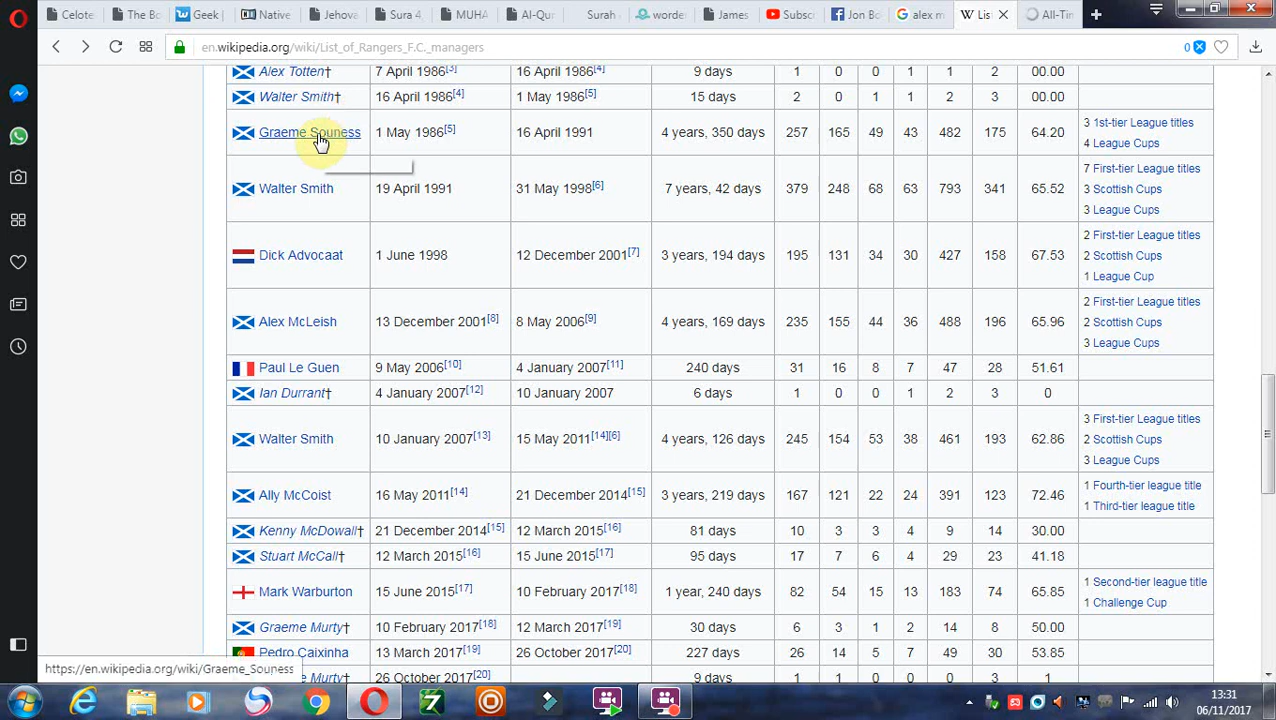 Celote
The Bo
Geek |
Native
Jehova
Sura 4
MUHA
Al-Qur
Surah
worde
James
Subsc
Jon Bo
alex m
Lis
All-Tin
en.wikipedia.org/wiki/List_of_Rangers_F.C._managers
0
Alex Totten† 7 April 1986[3] 16 April 1986[4] 9 days 1 0 0 1 1 2 00.00
Walter Smith† 16 April 1986[4] 1 May 1986[5] 15 days 2 0 1 1 2 3 00.00
Graeme Souness 1 May 1986[5] 16 April 1991 4 years, 350 days 257 165 49 43 482 175 64.20 3 1st-tier League titles
4 League Cups
Walter Smith 19 April 1991 31 May 1998[6] 7 years, 42 days 379 248 68 63 793 341 65.52 7 First-tier League titles
3 Scottish Cups
3 League Cups
Dick Advocaat 1 June 1998 12 December 2001[7] 3 years, 194 days 195 131 34 30 427 158 67.53 2 First-tier League titles
2 Scottish Cups
1 League Cup
Alex McLeish 13 December 2001[8] 8 May 2006[9] 4 years, 169 days 235 155 44 36 488 196 65.96 2 First-tier League titles
2 Scottish Cups
3 League Cups
Paul Le Guen 9 May 2006[10] 4 January 2007[11] 240 days 31 16 8 7 47 28 51.61
Ian Durrant† 4 January 2007[12] 10 January 2007 6 days 1 0 0 1 2 3 0
Walter Smith 10 January 2007[13] 15 May 2011[14][6] 4 years, 126 days 245 154 53 38 461 193 62.86 3 First-tier League titles
2 Scottish Cups
3 League Cups
Ally McCoist 16 May 2011[14] 21 December 2014[15] 3 years, 219 days 167 121 22 24 391 123 72.46 1 Fourth-tier league title
1 Third-tier league title
Kenny McDowall† 21 December 2014[15] 12 March 2015[16] 81 days 10 3 3 4 9 14 30.00
Stuart McCall† 12 March 2015[16] 15 June 2015[17] 95 days 17 7 6 4 29 23 41.18
Mark Warburton 15 June 2015[17] 10 February 2017[18] 1 year, 240 days 82 54 15 13 183 74 65.85 1 Second-tier league title
1 Challenge Cup
Graeme Murty† 10 February 2017[18] 12 March 2017[19] 30 days 6 3 1 2 14 8 50.00
Pedro Caixinha 13 March 2017[19] 26 October 2017[20] 227 days 26 14 5 7 49 30 53.85
https://en.wikipedia.org/wiki/Graeme_Souness
e Murty† 26 October 2017[20] 9 days 1 1 0 0 3 1 1
13:31
06/11/2017